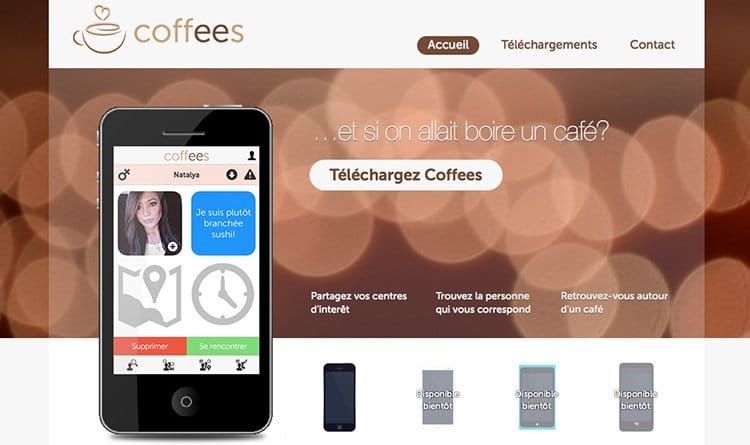 coffees
Accueil
Téléchargements
Contact
...et si on allait boire un café?
Téléchargez Coffees
coffees
Natalya
Je suis plutôt
branchée
sushi!
Supprimer
Se rencontrer
Partagez vos centres
d'intérêt
Trouvez la personne
qui vous correspond
Retrouvez-vous autour
d'un café
Disponible
bientôt
Disponible
bientôt
Disponible
bientôt